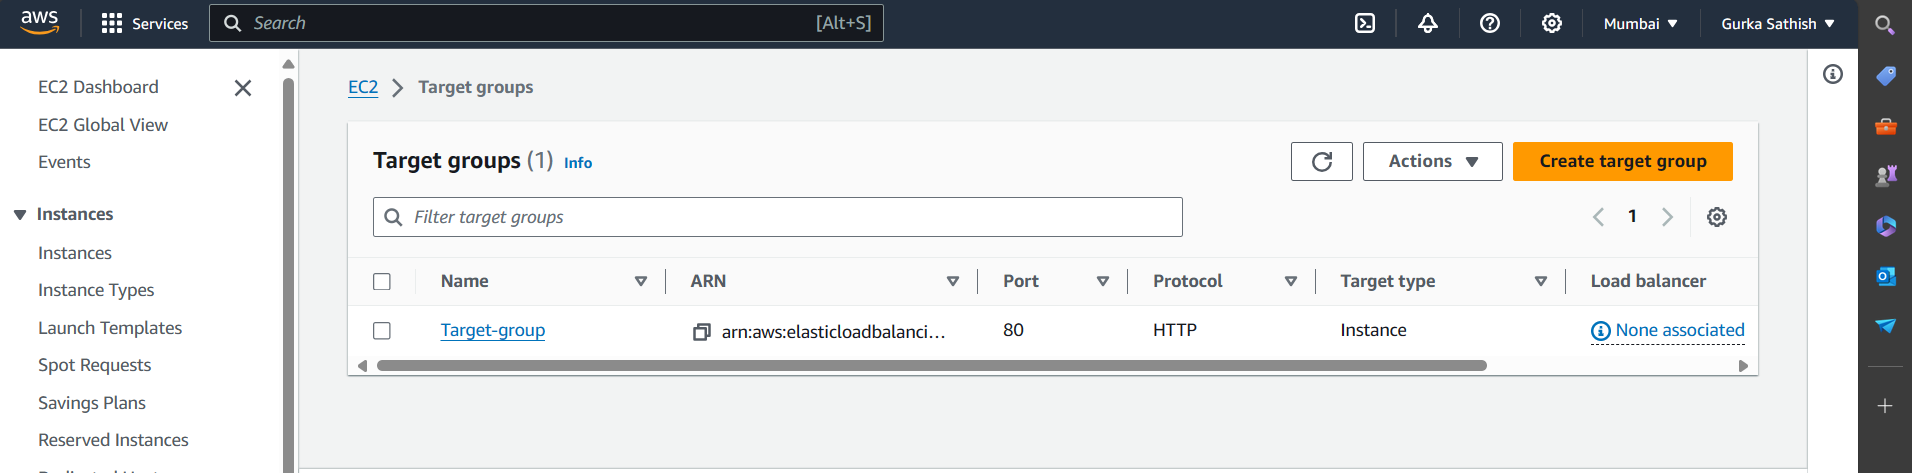 aws Services Search [Alt+S] Mumbai Gurka Sathish
EC2 Dashboard
EC2 Global View
Events
Instances
Instances
Instance Types
Launch Templates
Spot Requests
Savings Plans
Reserved Instances
EC2 > Target groups
Target groups (1) Info Actions Create target group
Filter target groups 1
Name ARN Port Protocol Target type Load balancer
Target-group arn:aws:elasticloadbalanci... 80 HTTP Instance None associated